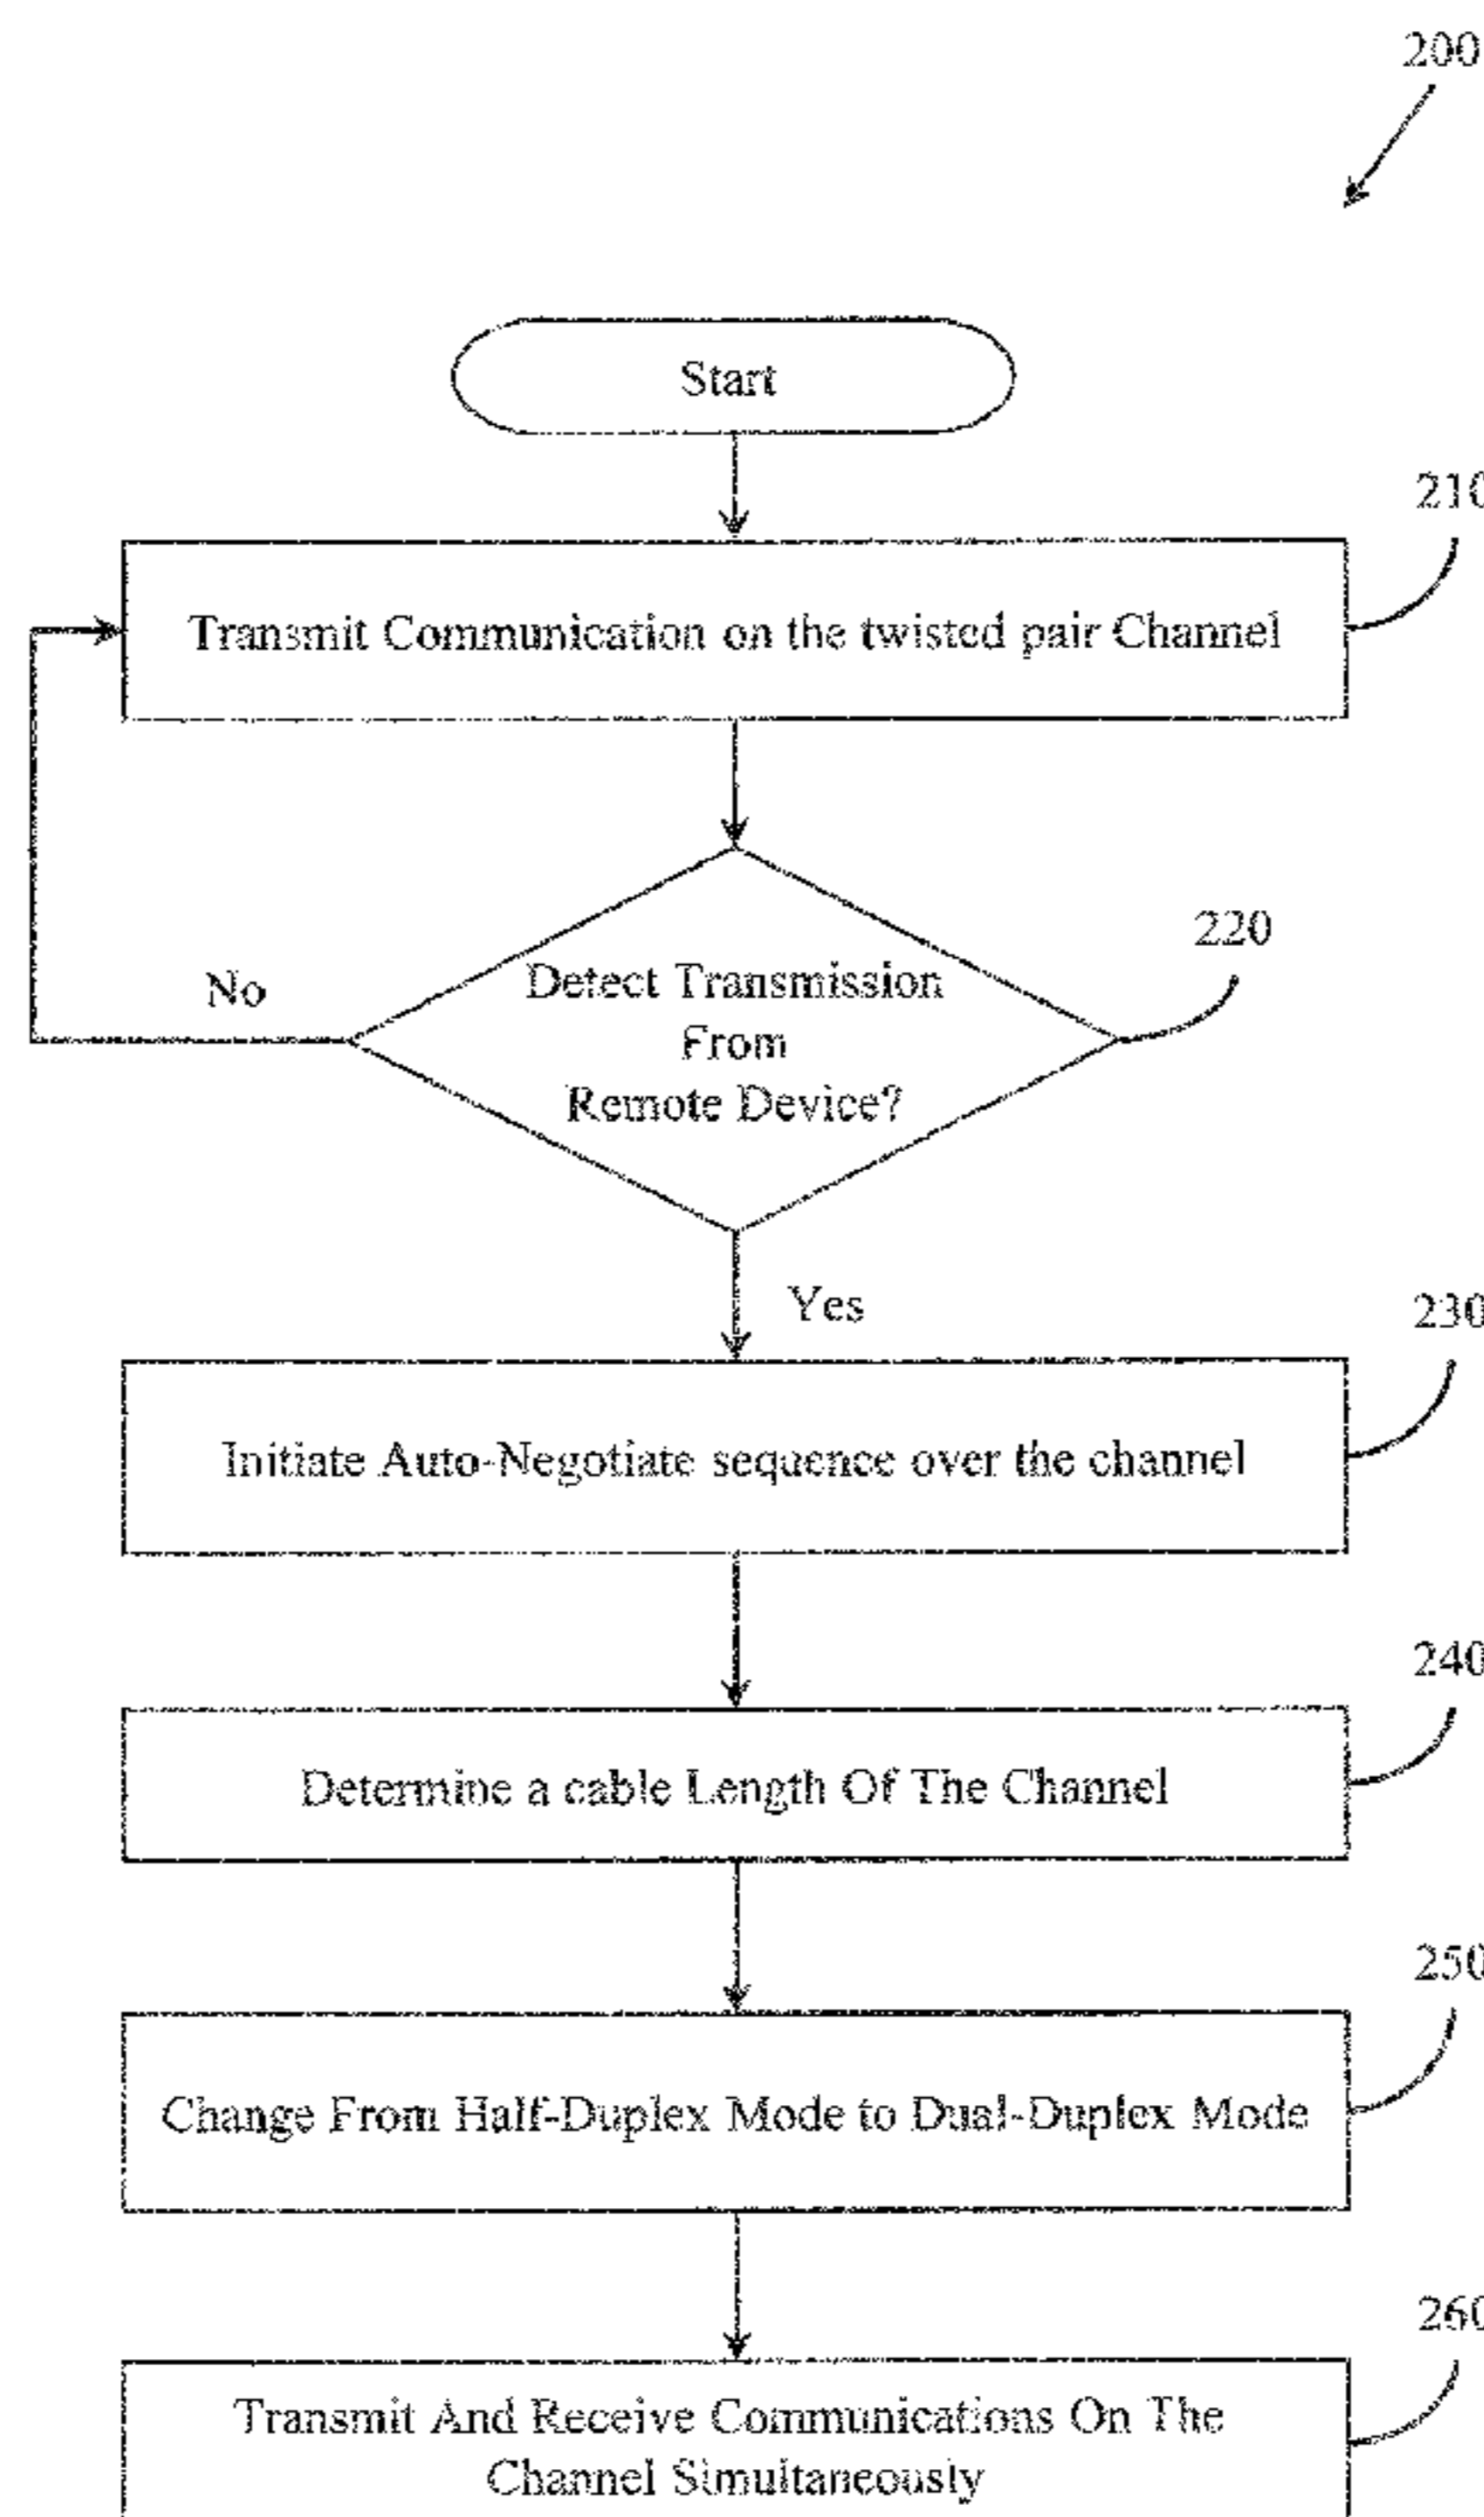 200
Start
210
Transmit Communication on the twisted pair Channel
220
No
Detect Transmission
From
Remote Device?
Yes
230
Initiate Auto-Negotiate sequence over the channel
240
Determine a cable Length Of The Channel
250
Change From Half-Duplex Mode to Dual-Duplex Mode
260
Transmit And Receive Communications On The
Channel Simultaneously